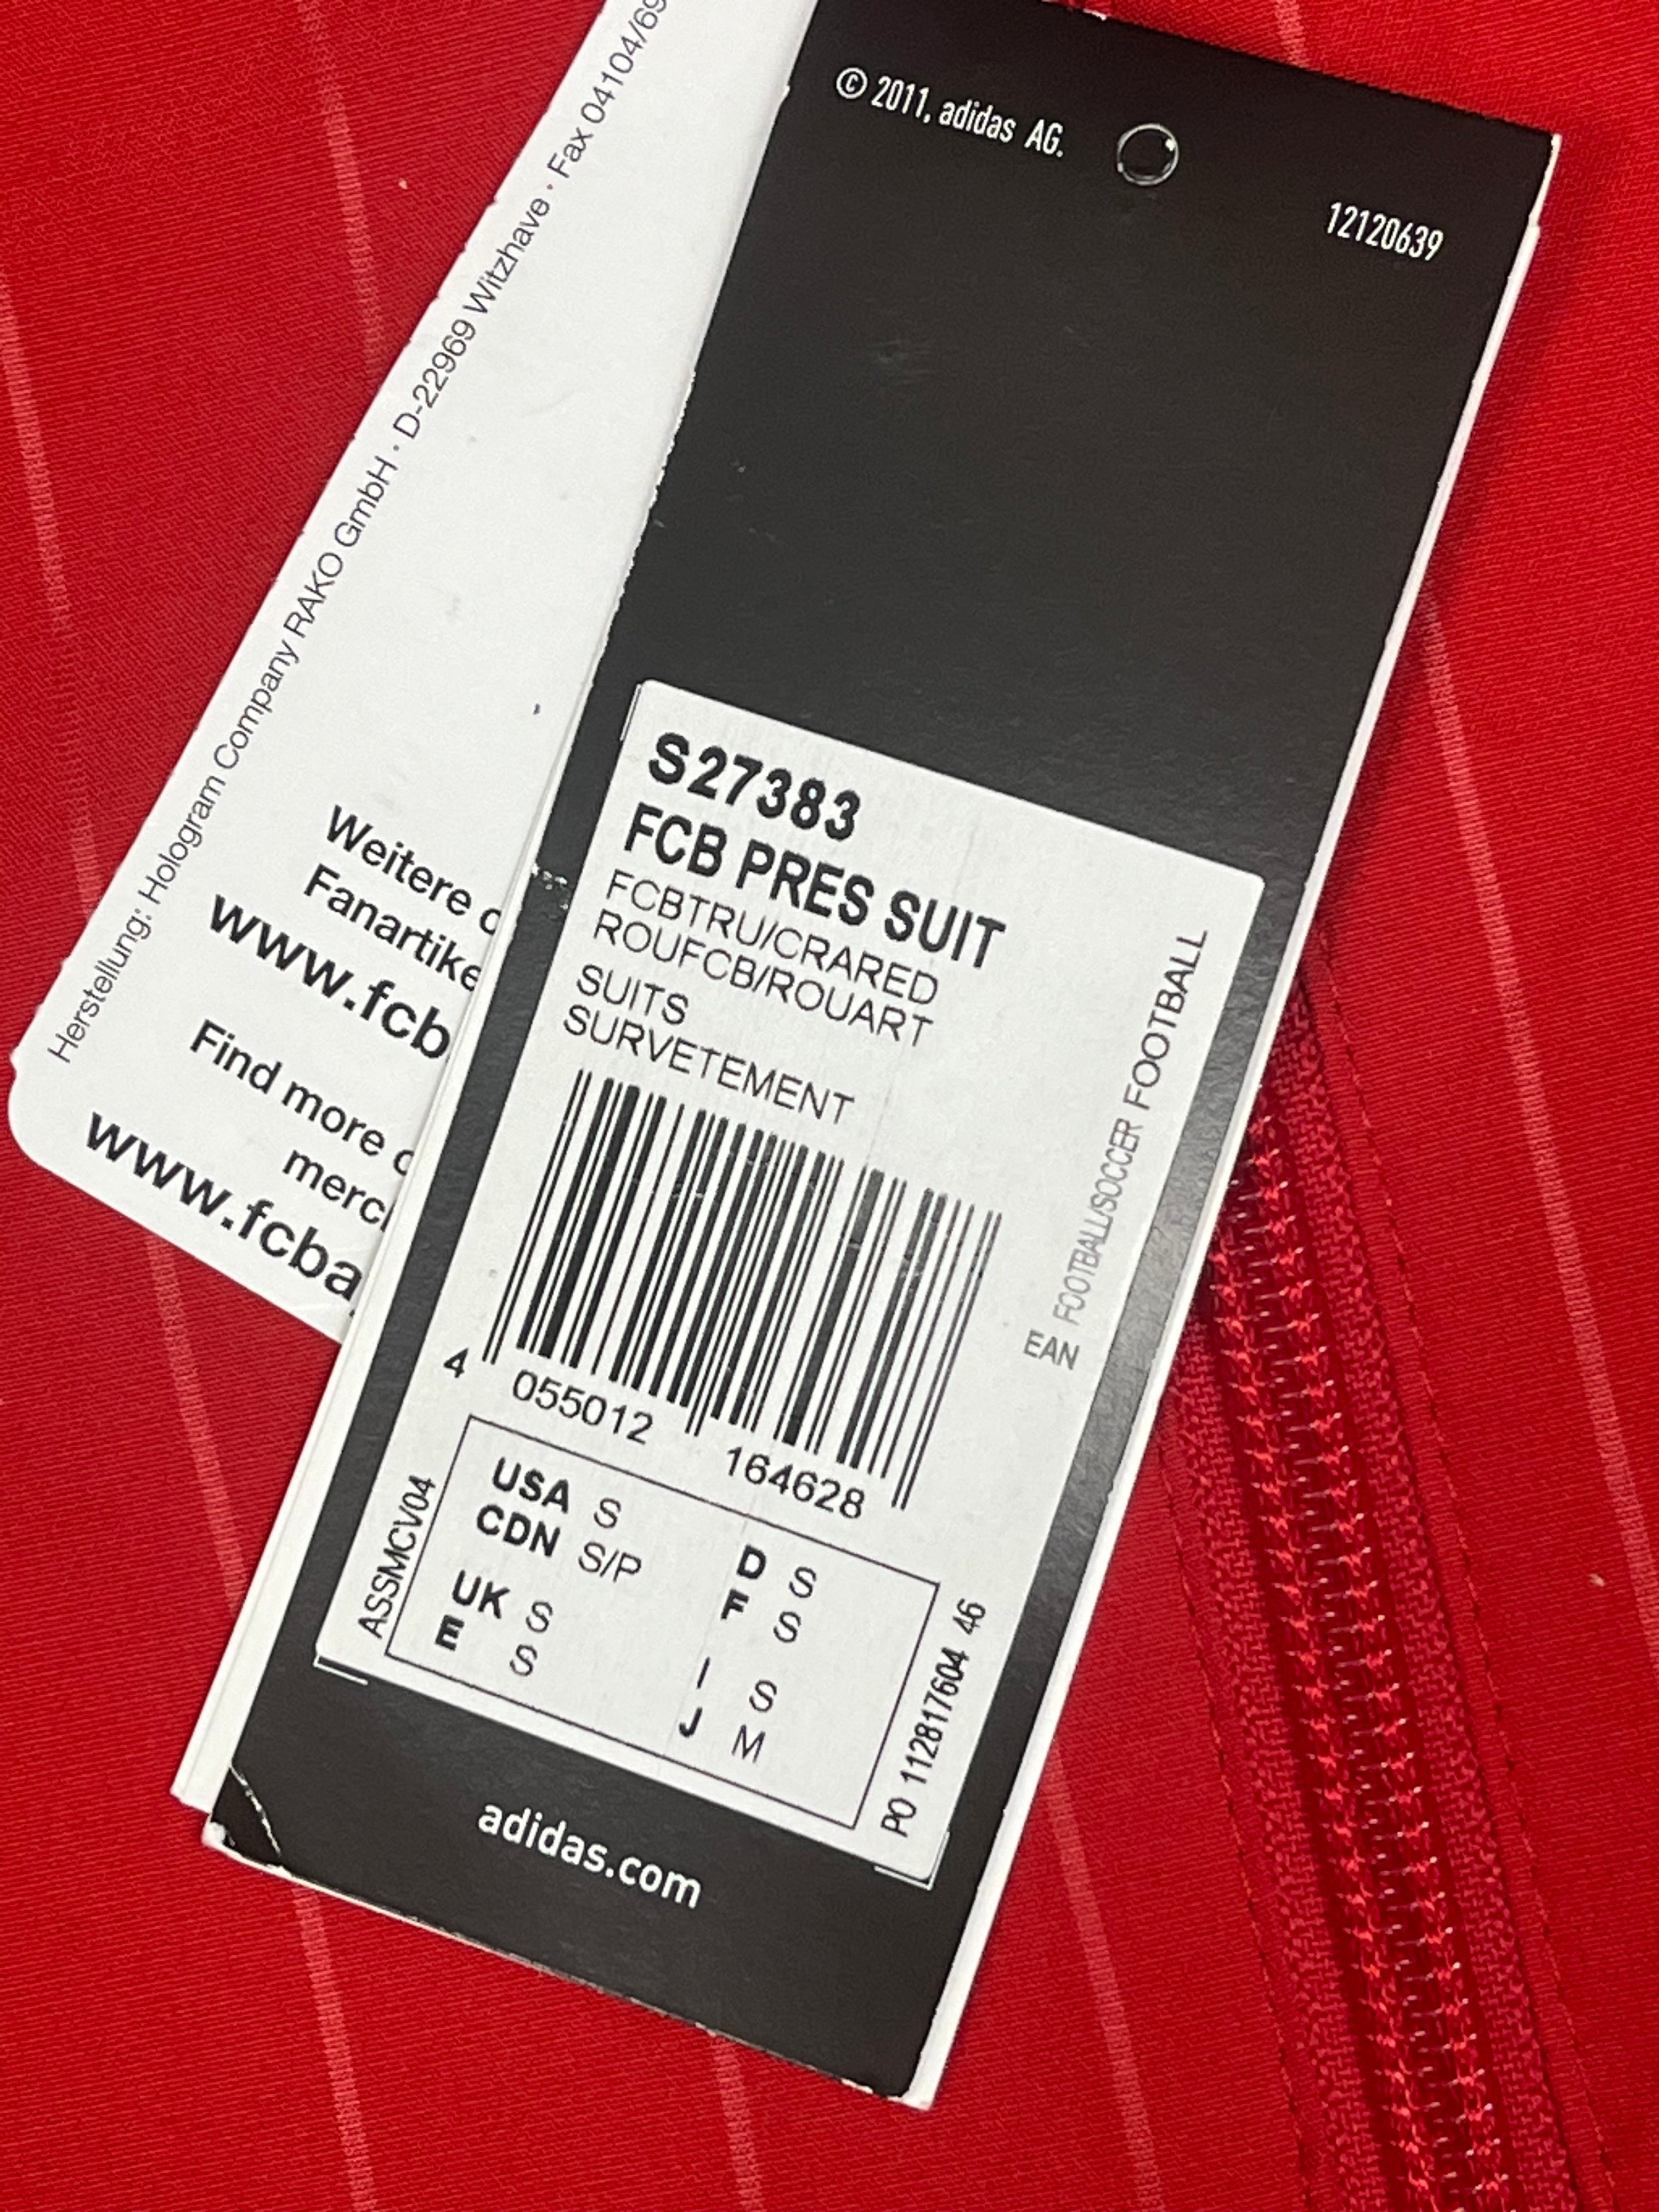 © 2011, adidas AG.
12120639
S27383
FCB PRES SUIT
FCBTRU/CRARED
ROUFCB/ROUART
SUITS
SURVETEMENT
EAN FOOTBALL/SOCCER FOOTBALL
4 055012 164628
ASSMCV04
USA S
CDN S/P
UK S
E S
D S
F S
I S
J M
PO 112817604 46
adidas.com
Herstellung: Hologram Company RAKO GmbH · D-22969 Witzhave · Fax 04104/69
Weitere
Fanartike
www.fcb
Find more
merc
www.fcba